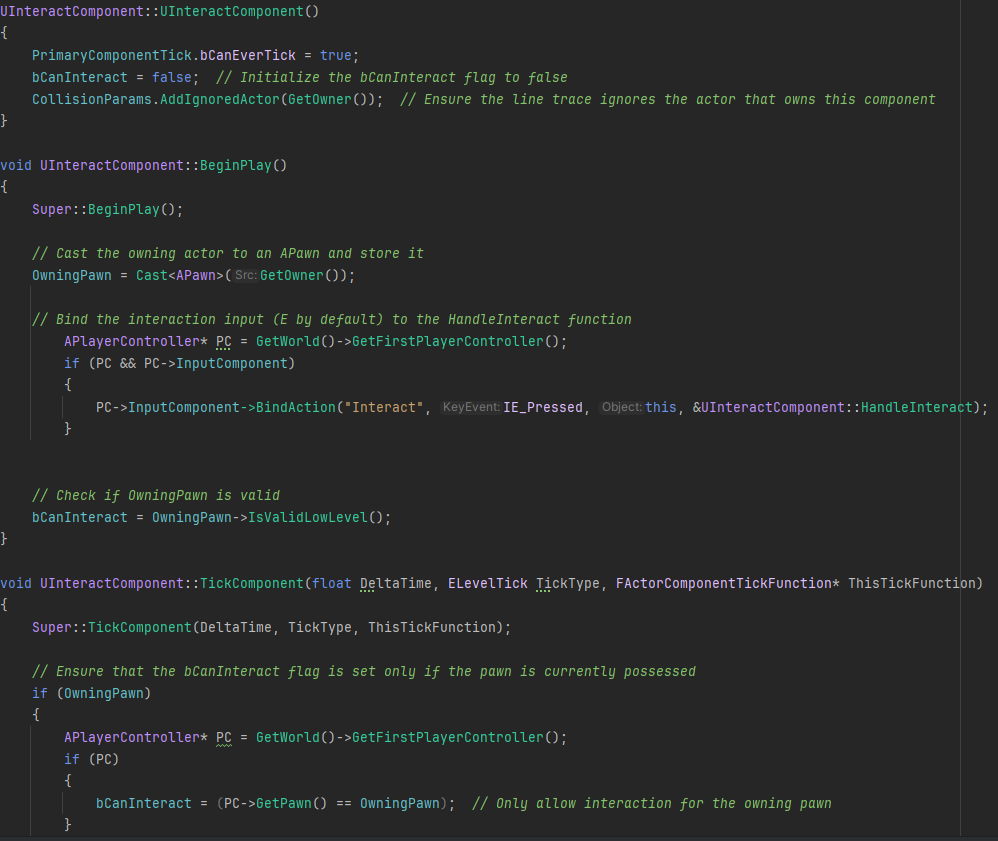 UInteractComponent::UInteractComponent()
{
    PrimaryComponentTick.bCanEverTick = true;
    bCanInteract = false;  // Initialize the bCanInteract flag to false
    CollisionParams.AddIgnoredActor(GetOwner());  // Ensure the line trace ignores the actor that owns this component
}

void UInteractComponent::BeginPlay()
{
    Super::BeginPlay();

    // Cast the owning actor to an APawn and store it
    OwningPawn = Cast<APawn>(Src:GetOwner());

    // Bind the interaction input (E by default) to the HandleInteract function
        APlayerController* PC = GetWorld()->GetFirstPlayerController();
        if (PC && PC->InputComponent)
        {
            PC->InputComponent->BindAction("Interact", KeyEvent:IE_Pressed, Object:this, &UInteractComponent::HandleInteract);
        }

    // Check if OwningPawn is valid
    bCanInteract = OwningPawn->IsValidLowLevel();
}

void UInteractComponent::TickComponent(float DeltaTime, ELevelTick TickType, FActorComponentTickFunction* ThisTickFunction)
{
    Super::TickComponent(DeltaTime, TickType, ThisTickFunction);

    // Ensure that the bCanInteract flag is set only if the pawn is currently possessed
    if (OwningPawn)
    {
        APlayerController* PC = GetWorld()->GetFirstPlayerController();
        if (PC)
        {
            bCanInteract = (PC->GetPawn() == OwningPawn);  // Only allow interaction for the owning pawn
        }